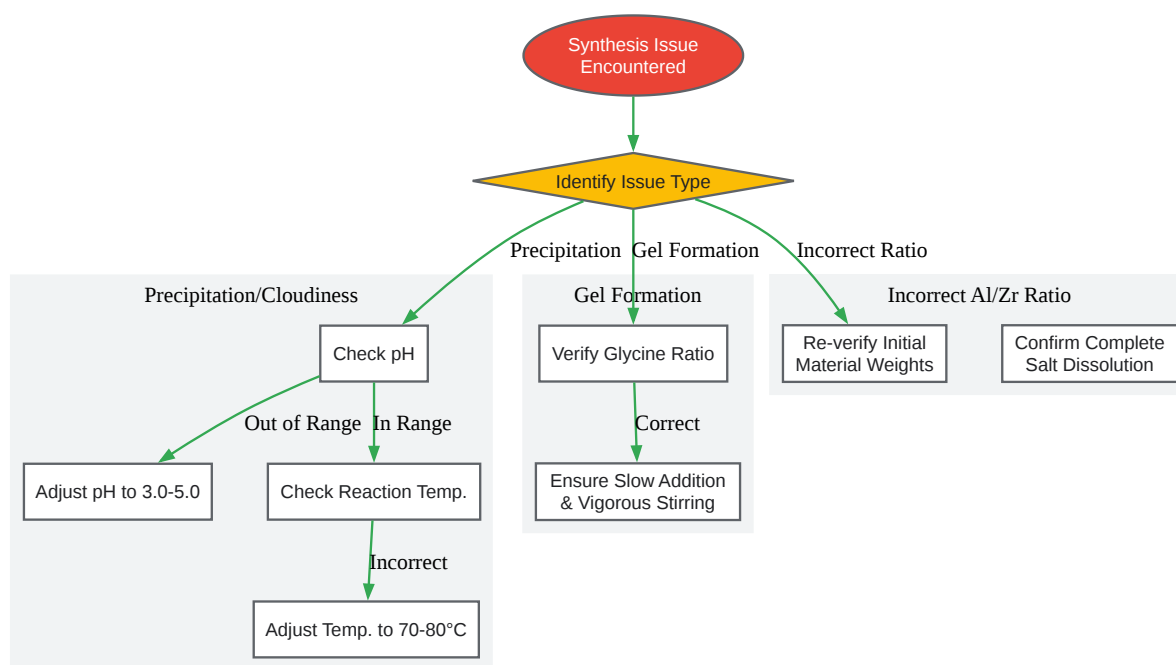 Synthesis Issue
Encountered
Identify Issue Type
Precipitation
Gel Formation
Incorrect Ratio
Precipitation/Cloudiness
Gel Formation
Incorrect Al/Zr Ratio
Check pH
Verify Glycine Ratio
Re-verify Initial
Material Weights
Confirm Complete
Salt Dissolution
Out of Range
In Range
Correct
Adjust pH to 3.0-5.0
Check Reaction Temp.
Ensure Slow Addition
& Vigorous Stirring
Incorrect
Adjust Temp. to 70-80°C